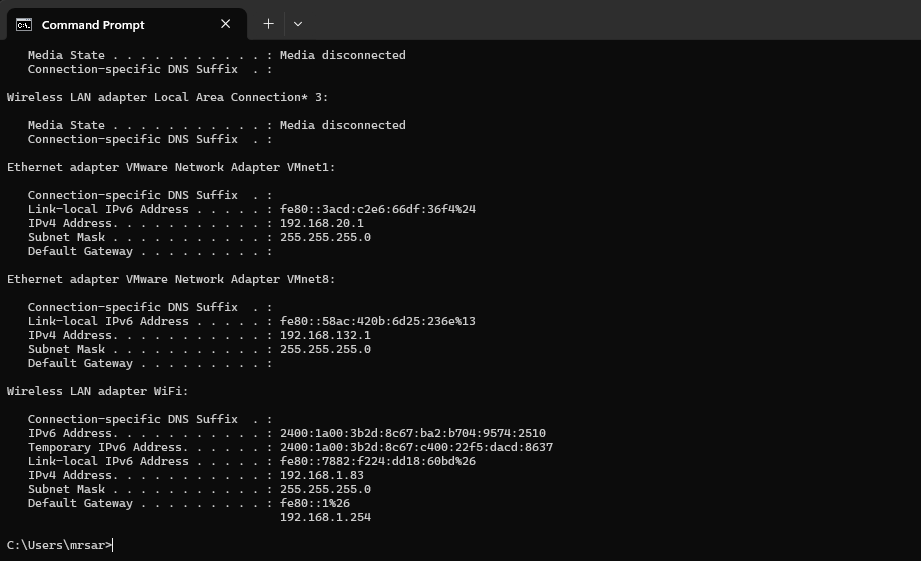 Command Prompt
   Media State . . . . . . . . . . . : Media disconnected
   Connection-specific DNS Suffix  . :
Wireless LAN adapter Local Area Connection* 3:
   Media State . . . . . . . . . . . : Media disconnected
   Connection-specific DNS Suffix  . :
Ethernet adapter VMware Network Adapter VMnet1:
   Connection-specific DNS Suffix  . :
   Link-local IPv6 Address . . . . . : fe80::3acd:c2e6:66df:36f4%24
   IPv4 Address. . . . . . . . . . . : 192.168.20.1
   Subnet Mask . . . . . . . . . . . : 255.255.255.0
   Default Gateway . . . . . . . . . :
Ethernet adapter VMware Network Adapter VMnet8:
   Connection-specific DNS Suffix  . :
   Link-local IPv6 Address . . . . . : fe80::58ac:420b:6d25:236e%13
   IPv4 Address. . . . . . . . . . . : 192.168.132.1
   Subnet Mask . . . . . . . . . . . : 255.255.255.0
   Default Gateway . . . . . . . . . :
Wireless LAN adapter WiFi:
   Connection-specific DNS Suffix  . :
   IPv6 Address. . . . . . . . . . . : 2400:1a00:3b2d:8c67:ba2:b704:9574:2510
   Temporary IPv6 Address. . . . . . : 2400:1a00:3b2d:8c67:c400:22f5:dacd:8637
   Link-local IPv6 Address . . . . . : fe80::7882:f224:dd18:60bd%26
   IPv4 Address. . . . . . . . . . . : 192.168.1.83
   Subnet Mask . . . . . . . . . . . : 255.255.255.0
   Default Gateway . . . . . . . . . : fe80::1%26
                                       192.168.1.254
C:\Users\mrsar>